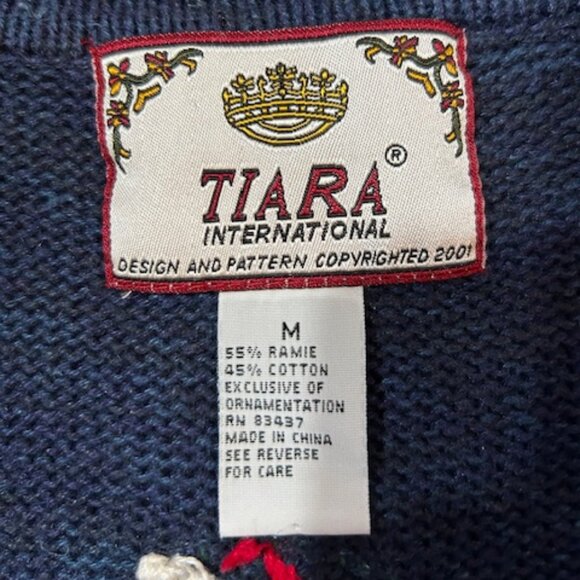 TIARA®
INTERNATIONAL
DESIGN AND PATTERN COPYRIGHTED 2001
M
55% RAMIE
45% COTTON
EXCLUSIVE OF
ORNAMENTATION
RN 83437
MADE IN CHINA
SEE REVERSE
FOR CARE